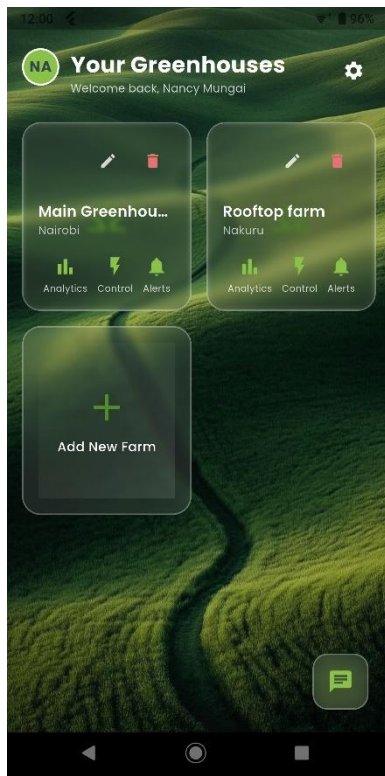 12:00
96%
NA
Your Greenhouses
Welcome back, Nancy Mungai
Main Greenhou...
Nairobi
Analytics Control Alerts
Rooftop farm
Nakuru
Analytics Control Alerts
Add New Farm